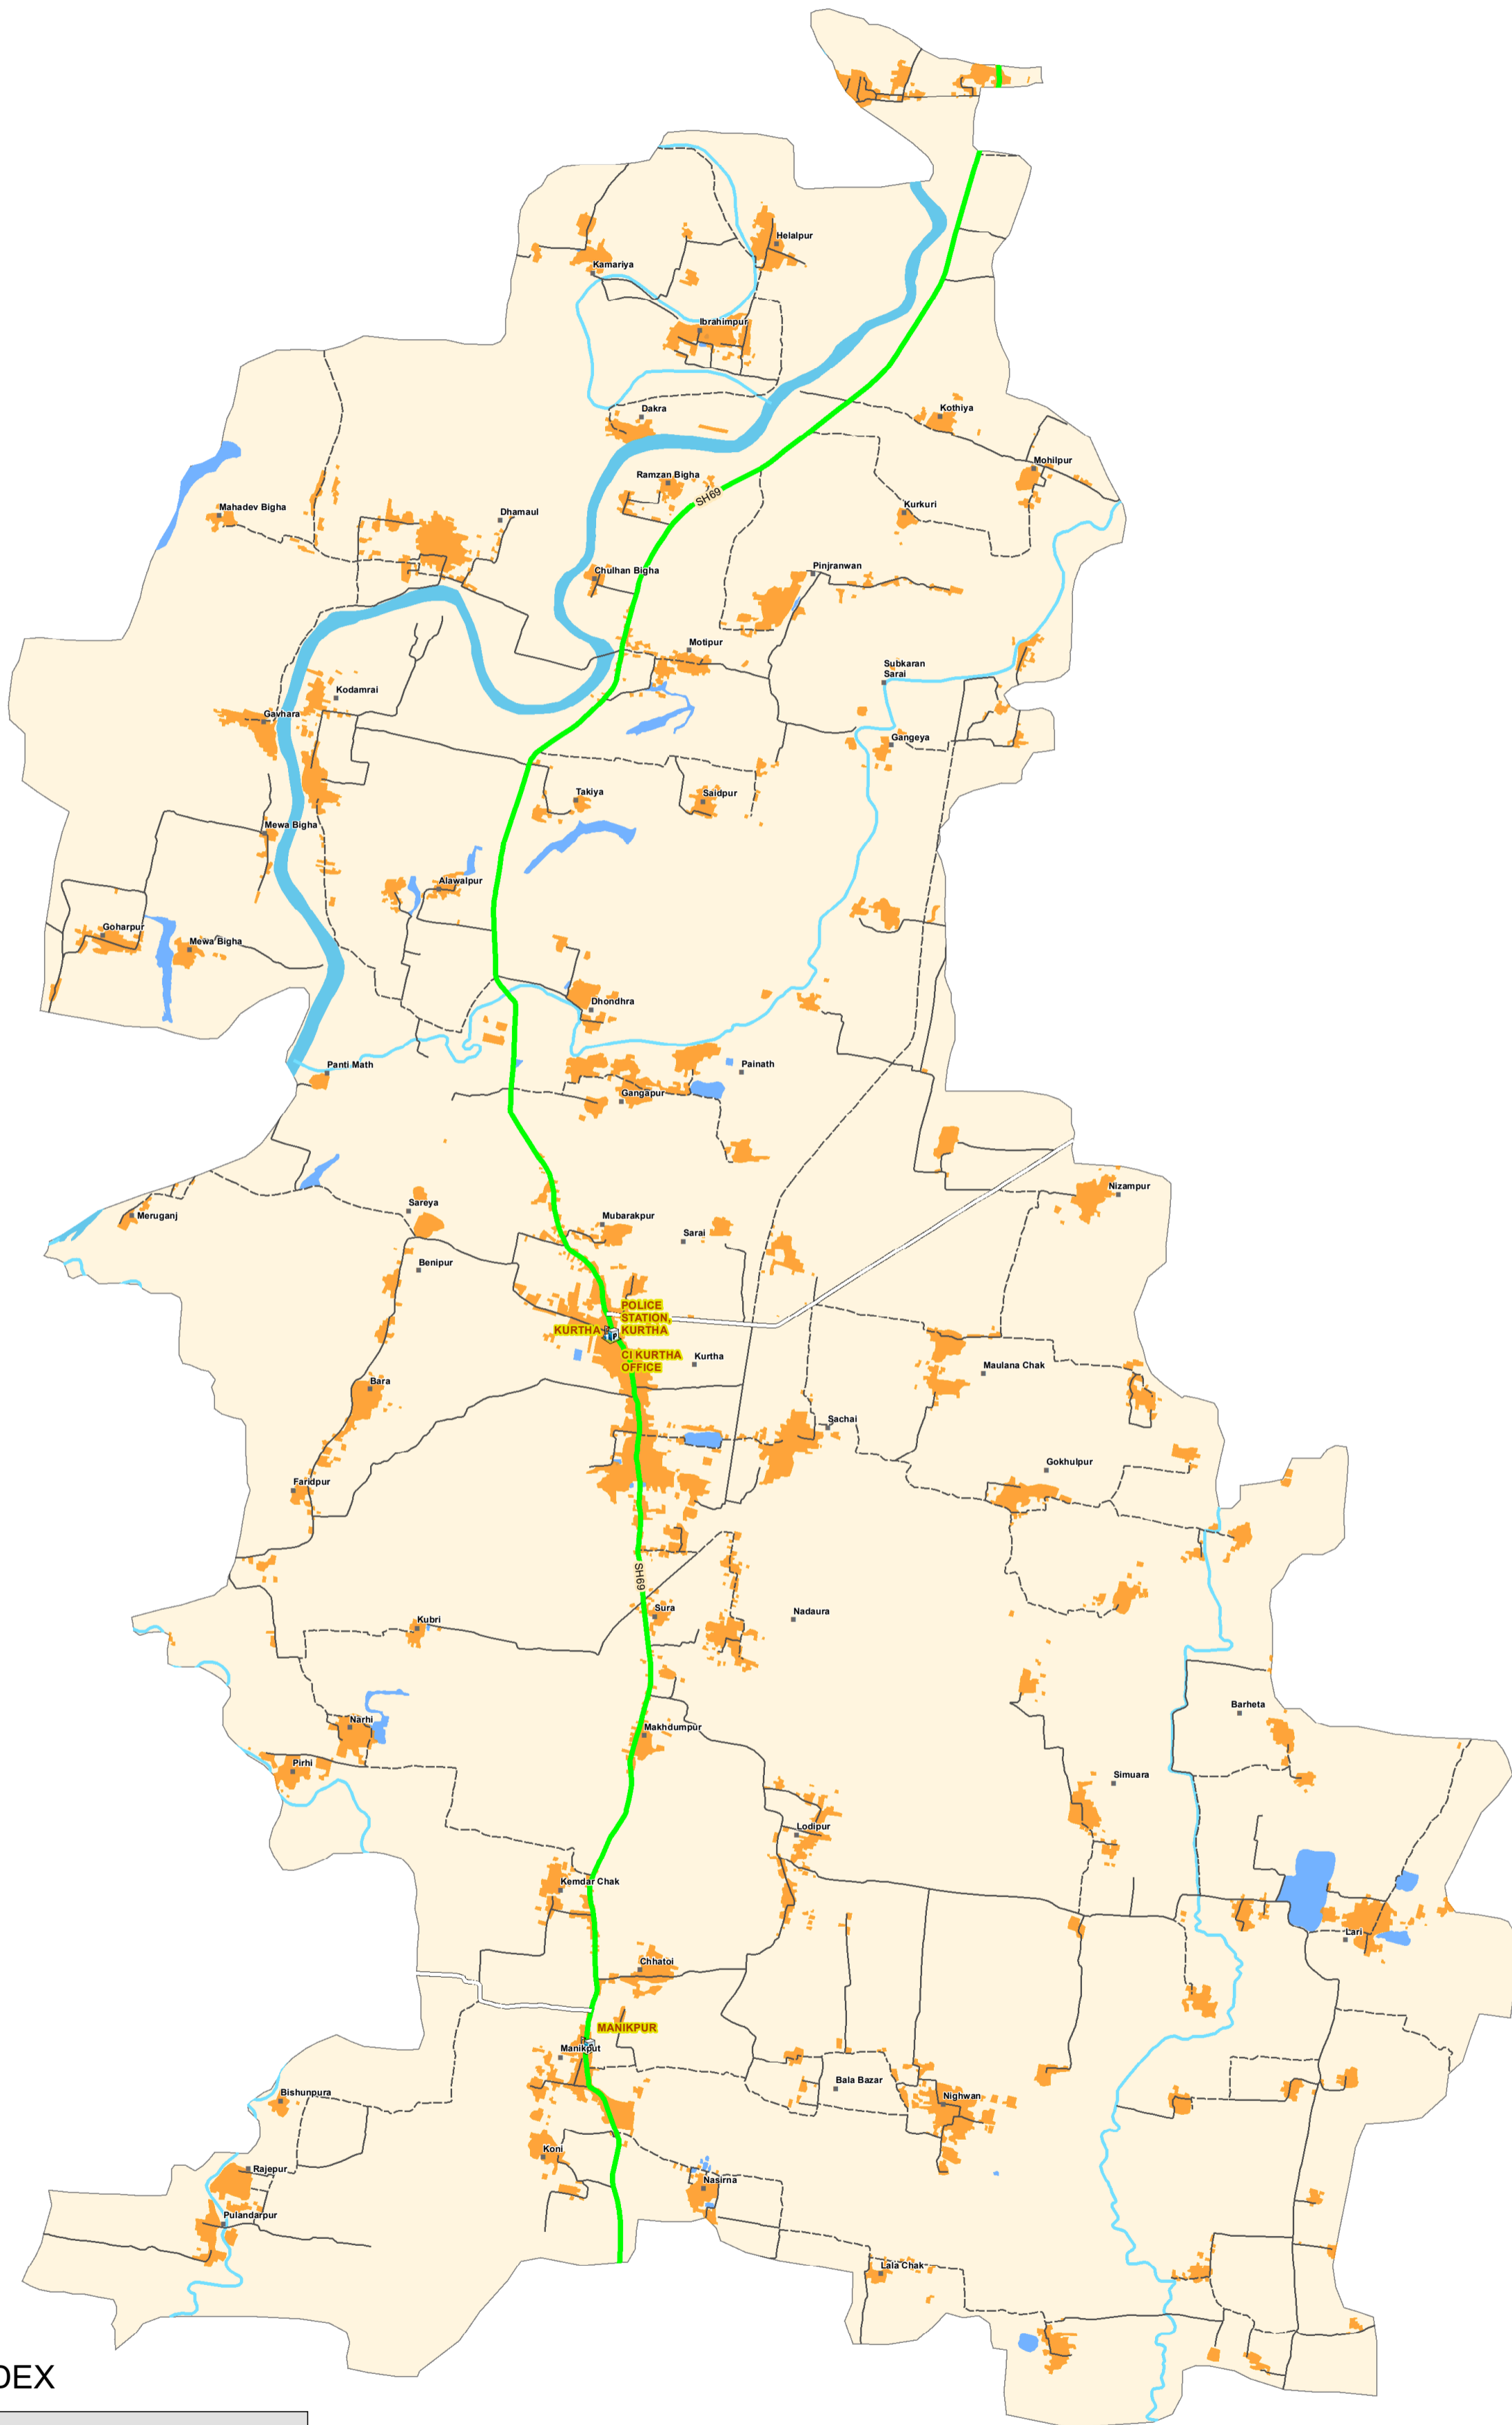 Helalpur
Kamariya
Ibrahimpur
Dakra
Kothiya
Mohilpur
Ramzan Bigha
SH69
Kurkuri
Mahadev Bigha
Dhamaul
Chulhan Bigha
Pinjranwan
Motipur
Subkaran
Sarai
Kodamrai
Gavhara
Gangeya
Takiya
Saidpur
Mewa Bigha
Alawalpur
Goharpur
Mewa Bigha
Dhondhra
Panti Math
Painath
Gangapur
Nizampur
Sareya
Meruganj
Mubarakpur
Sarai
Benipur
POLICE
STATION,
KURTHA
KURTHA
CI KURTHA
OFFICE
Kurtha
Maulana Chak
Bara
Sachai
Gokhulpur
Faridpur
SH69
Sura
Nadaura
Kubri
Barheta
Narhi
Makhdumpur
Pirhi
Simuara
Lodipur
Kemdar Chak
Lari
Chhatoi
MANIKPUR
Manikput
Bala Bazar
Bishunpura
Nighwan
Koni
Rajepur
Nasirna
Pulandarpur
Lala Chak
DEX